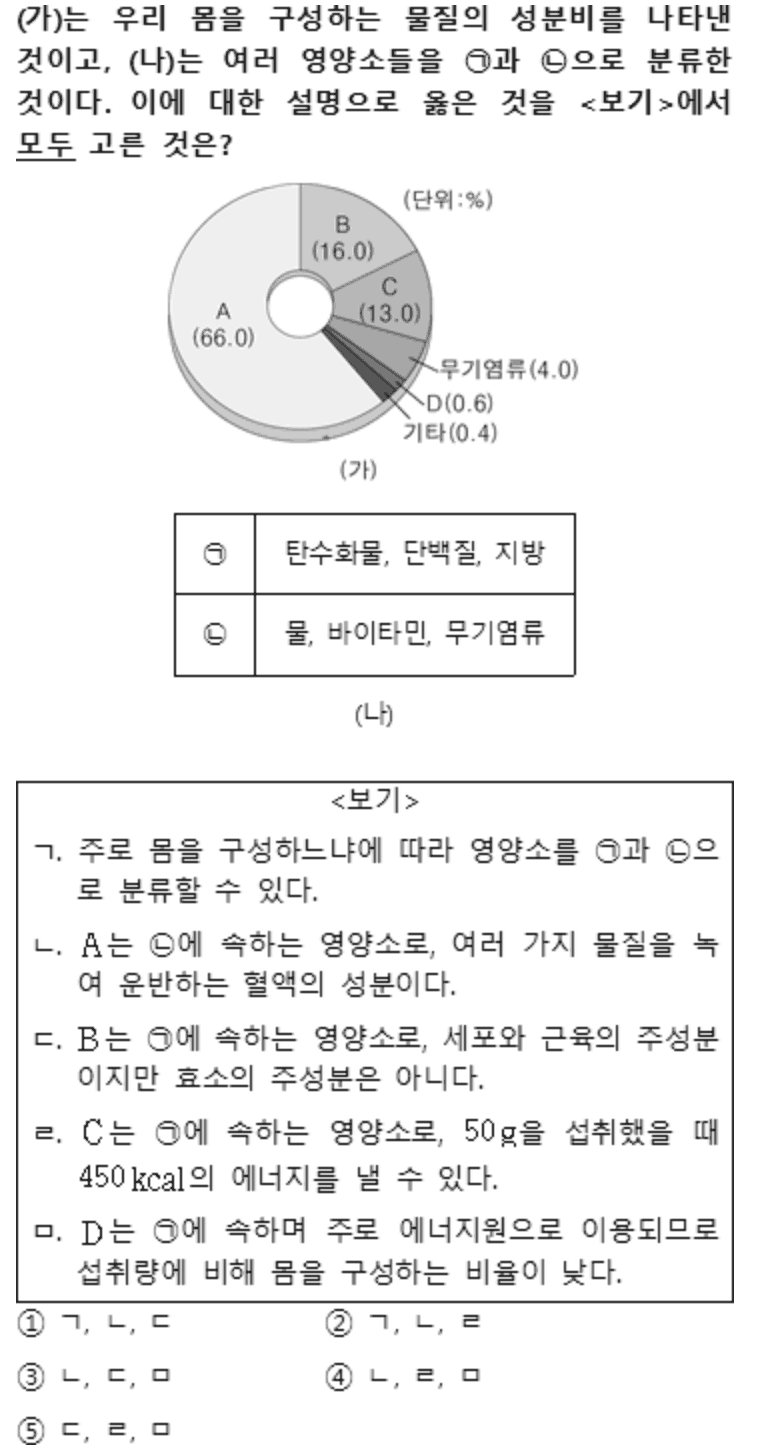 (가)는 우리 몸을 구성하는 물질의 성분비를 나타낸
것이고, (나)는 여러 영양소들을 ㉠과 ㉡으로 분류한
것이다. 이에 대한 설명으로 옳은 것을 <보기>에서
모두 고른 것은?
(단위:%)
B
(16.0)
C
(13.0)
A
(66.0)
무기염류(4.0)
D(0.6)
기타(0.4)
(가)
㉠ 탄수화물, 단백질, 지방
㉡ 물, 바이타민, 무기염류
(나)
<보기>
ㄱ. 주로 몸을 구성하느냐에 따라 영양소를 ㉠과 ㉡으
로 분류할 수 있다.
ㄴ. A는 ㉡에 속하는 영양소로, 여러 가지 물질을 녹
여 운반하는 혈액의 성분이다.
ㄷ. B는 ㉠에 속하는 영양소로, 세포와 근육의 주성분
이지만 효소의 주성분은 아니다.
ㄹ. C는 ㉠에 속하는 영양소로, 50g을 섭취했을 때
450kcal의 에너지를 낼 수 있다.
ㅁ. D는 ㉠에 속하며 주로 에너지원으로 이용되므로
섭취량에 비해 몸을 구성하는 비율이 낮다.
① ㄱ, ㄴ, ㄷ ② ㄱ, ㄴ, ㄹ
③ ㄴ, ㄷ, ㅁ ④ ㄴ, ㄹ, ㅁ
⑤ ㄷ, ㄹ, ㅁ